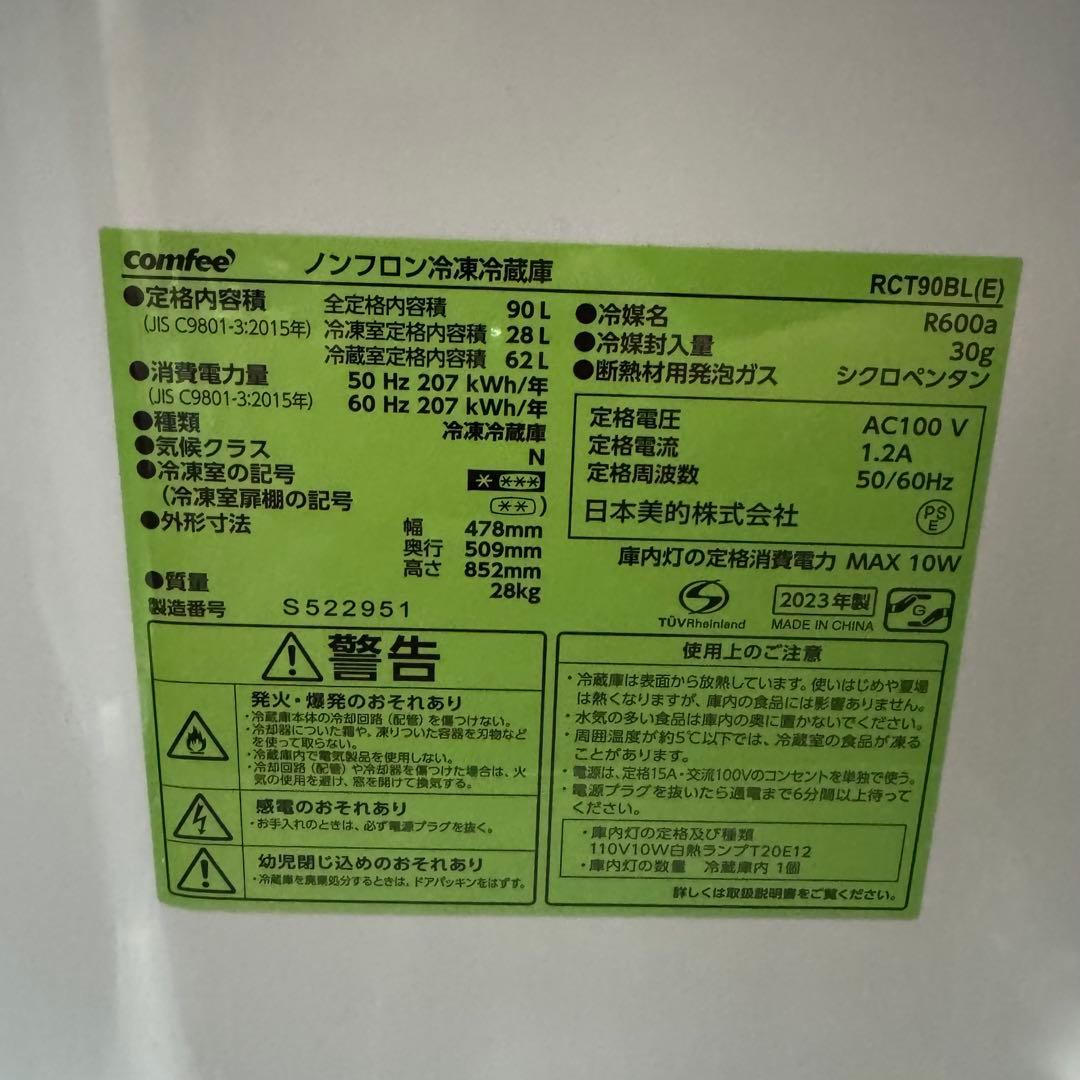 comfee'
ノンフロン冷凍冷蔵庫
RCT90BL(E)
●定格内容積 全定格内容積 90 L
(JIS C9801-3:2015年) 冷凍室定格内容積 28 L
冷蔵室定格内容積 62 L
●消費電力量 50 Hz 207 kWh/年
(JIS C9801-3:2015年) 60 Hz 207 kWh/年
●種類 冷凍冷蔵庫
●気候クラス N
●冷凍室の記号 * ***
(冷凍室扉棚の記号 **)
●外形寸法 幅 478mm
奥行 509mm
高さ 852mm
●質量 28kg
製造番号 S522951
●冷媒名 R600a
●冷媒封入量 30g
●断熱材用発泡ガス シクロペンタン
定格電圧 AC100 V
定格電流 1.2A
定格周波数 50/60Hz
日本美的株式会社 PSE
庫内灯の定格消費電力 MAX 10W
TÜVRheinland
2023年製
MADE IN CHINA
G
警告
発火・爆発のおそれあり
・冷蔵庫本体の冷却回路(配管)を傷つけない。
・冷却器についた霜や、凍りついた容器を刃物など
を使って取らない。
・冷蔵庫内で電気製品を使用しない。
・冷却回路(配管)や冷却器を傷つけた場合は、火
気の使用を避け、窓を開けて換気する。
感電のおそれあり
・お手入れのときは、必ず電源プラグを抜く。
幼児閉じ込めのおそれあり
・冷蔵庫を廃棄処分するときは、ドアパッキンをはずす。
使用上のご注意
・冷蔵庫は表面から放熱しています。使いはじめや夏場
は熱くなりますが、庫内の食品には影響ありません。
・水気の多い食品は庫内の奥に置かないでください。
・周囲温度が約5℃以下では、冷蔵室の食品が凍る
ことがあります。
・電源は、定格15A・交流100Vのコンセントを単独で使う。
・電源プラグを抜いたら通電まで6分間以上待って
ください。
・庫内灯の定格及び種類
110V10W白熱ランプT20E12
・庫内灯の数量 冷蔵庫内 1個
詳しくは取扱説明書をご覧ください。